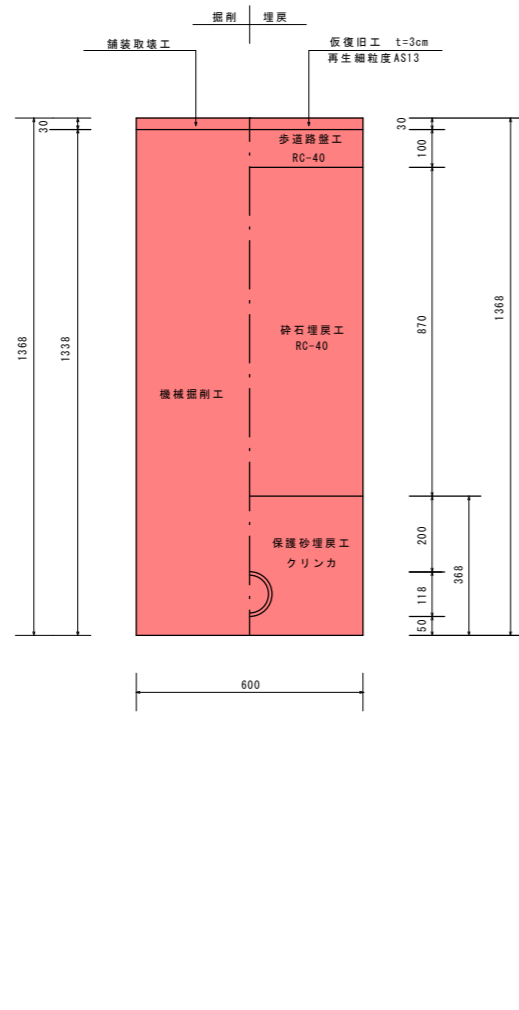 掘削 埋戻
舗装取壊工
仮復旧工 t=3cm
再生細粒度AS13
30
30
歩道路盤工
RC-40
100
1368
1338
870
1368
砕石埋戻工
RC-40
機械掘削工
保護砂埋戻工
クリンカ
200
368
118
50
600